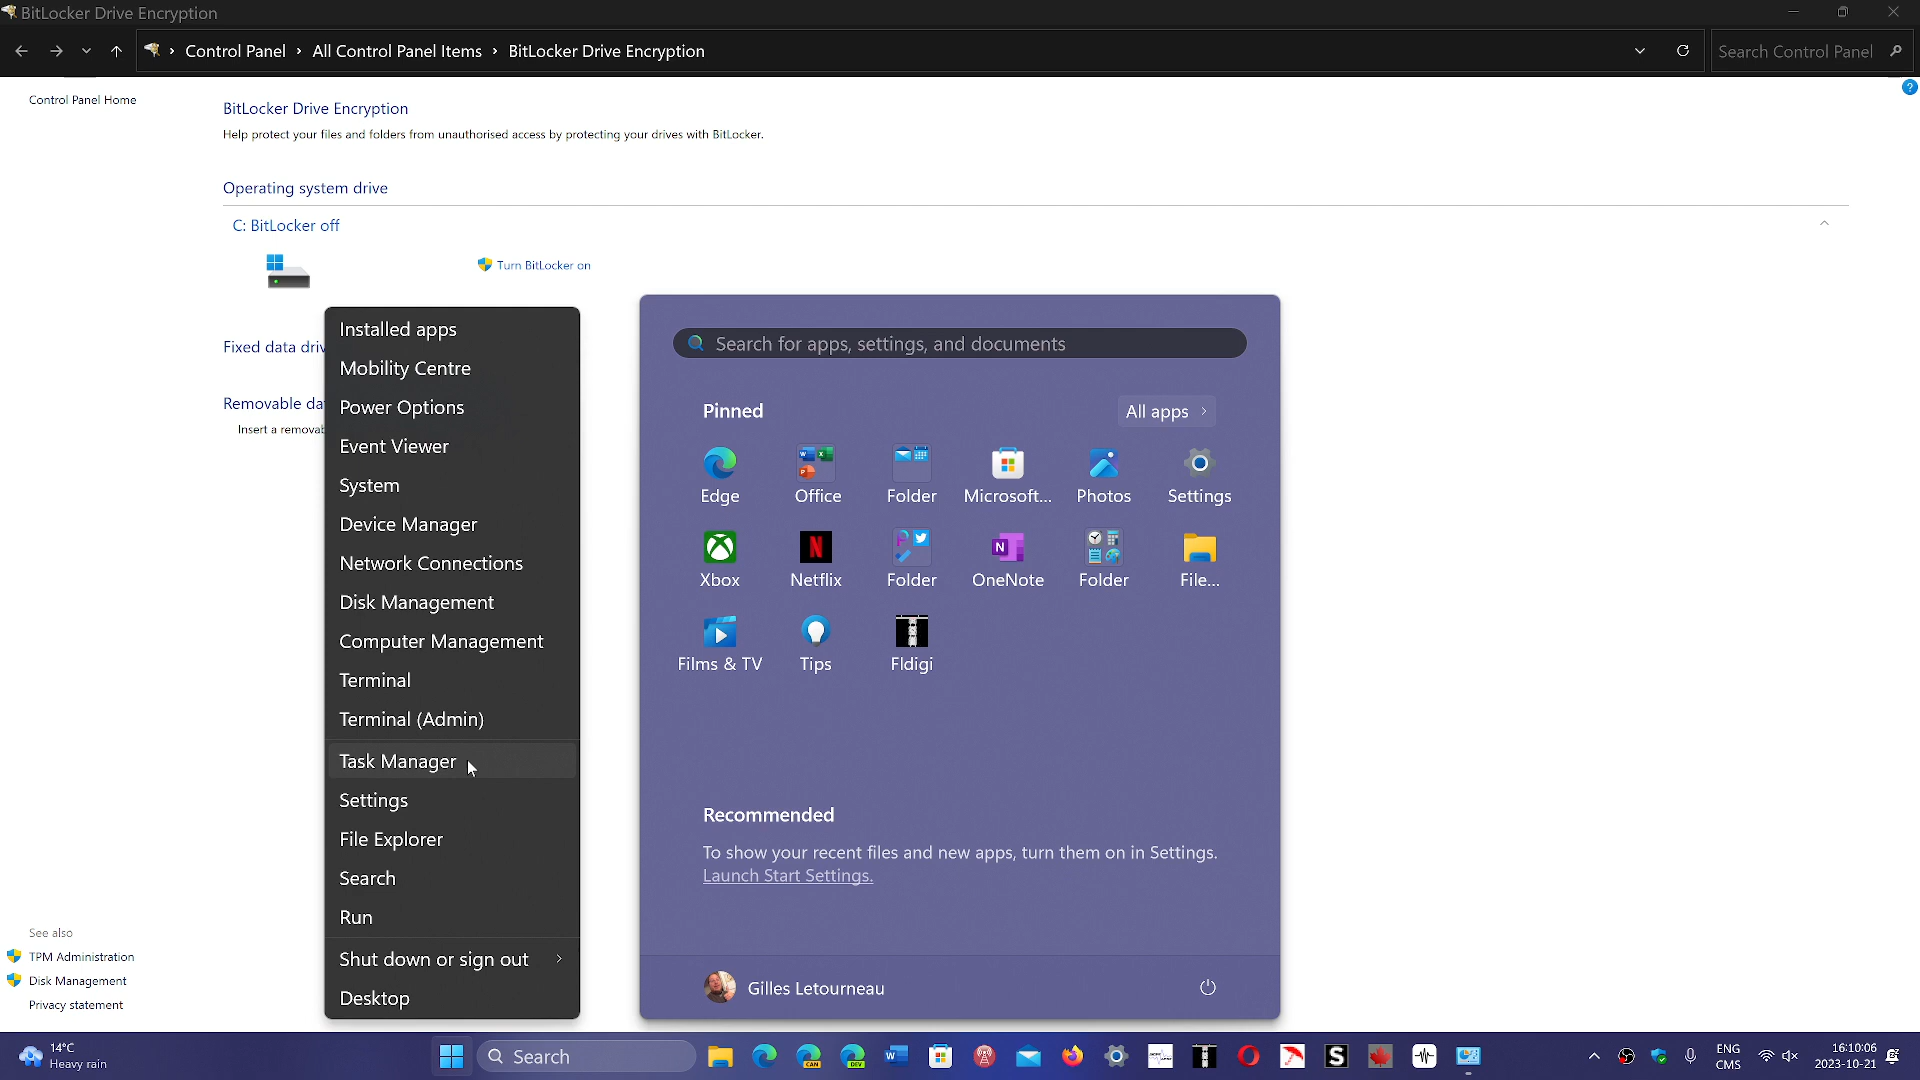 BitLocker Drive Encryption
Control Panel › All Control Panel Items › BitLocker Drive Encryption
Search Control Panel
Control Panel Home
BitLocker Drive Encryption
Help protect your files and folders from unauthorised access by protecting your drives with BitLocker.
Operating system drive
C: BitLocker off
Turn BitLocker on
Fixed data driv
Removable da
Insert a removab
See also
TPM Administration
Disk Management
Privacy statement
Installed apps
Mobility Centre
Power Options
Event Viewer
System
Device Manager
Network Connections
Disk Management
Computer Management
Terminal
Terminal (Admin)
Task Manager
Settings
File Explorer
Search
Run
Shut down or sign out
Desktop
Search for apps, settings, and documents
Pinned
All apps
Edge
Office
Folder
Microsoft...
Photos
Settings
Xbox
Netflix
Folder
OneNote
Folder
File...
Films & TV
Tips
Fldigi
Recommended
To show your recent files and new apps, turn them on in Settings.
Launch Start Settings.
Gilles Letourneau
14°C
Heavy rain
Search
CAN
DEV
ENG
CMS
16:10:06
2023-10-21